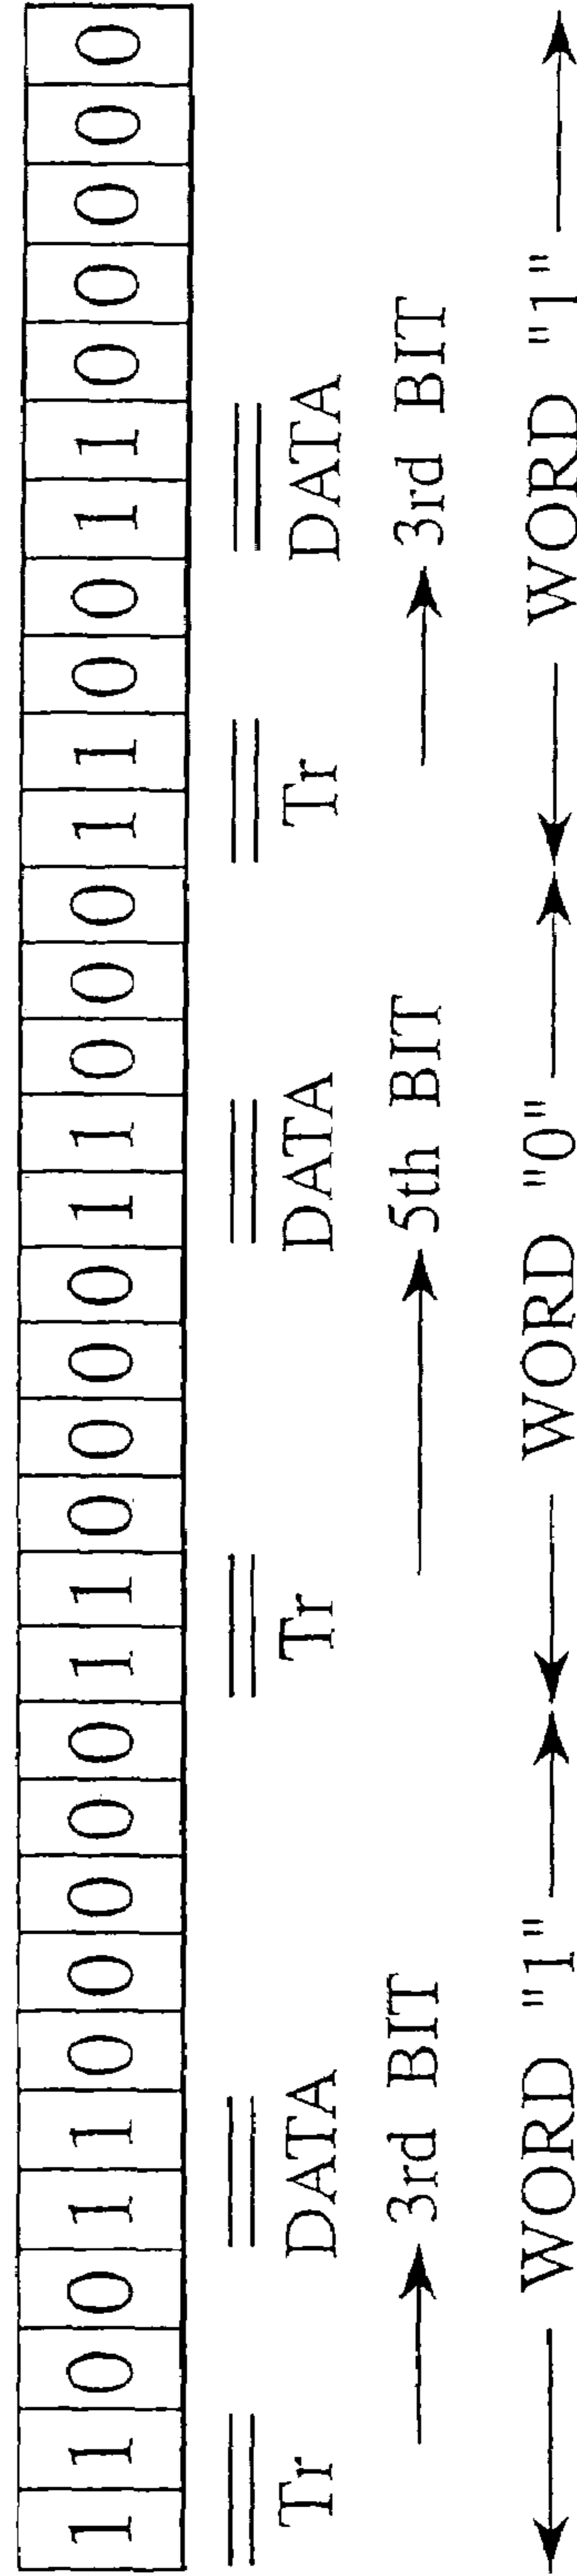 1 1 0 0 1 1 0 0 0 0 0 1 1 0 0 0 0 1 1 0 0 0 1 1 0 0 1 1 0 0 0 0 0
Tr DATA Tr DATA Tr DATA
3rd BIT 5th BIT 3rd BIT
WORD "1" WORD "0" WORD "1"